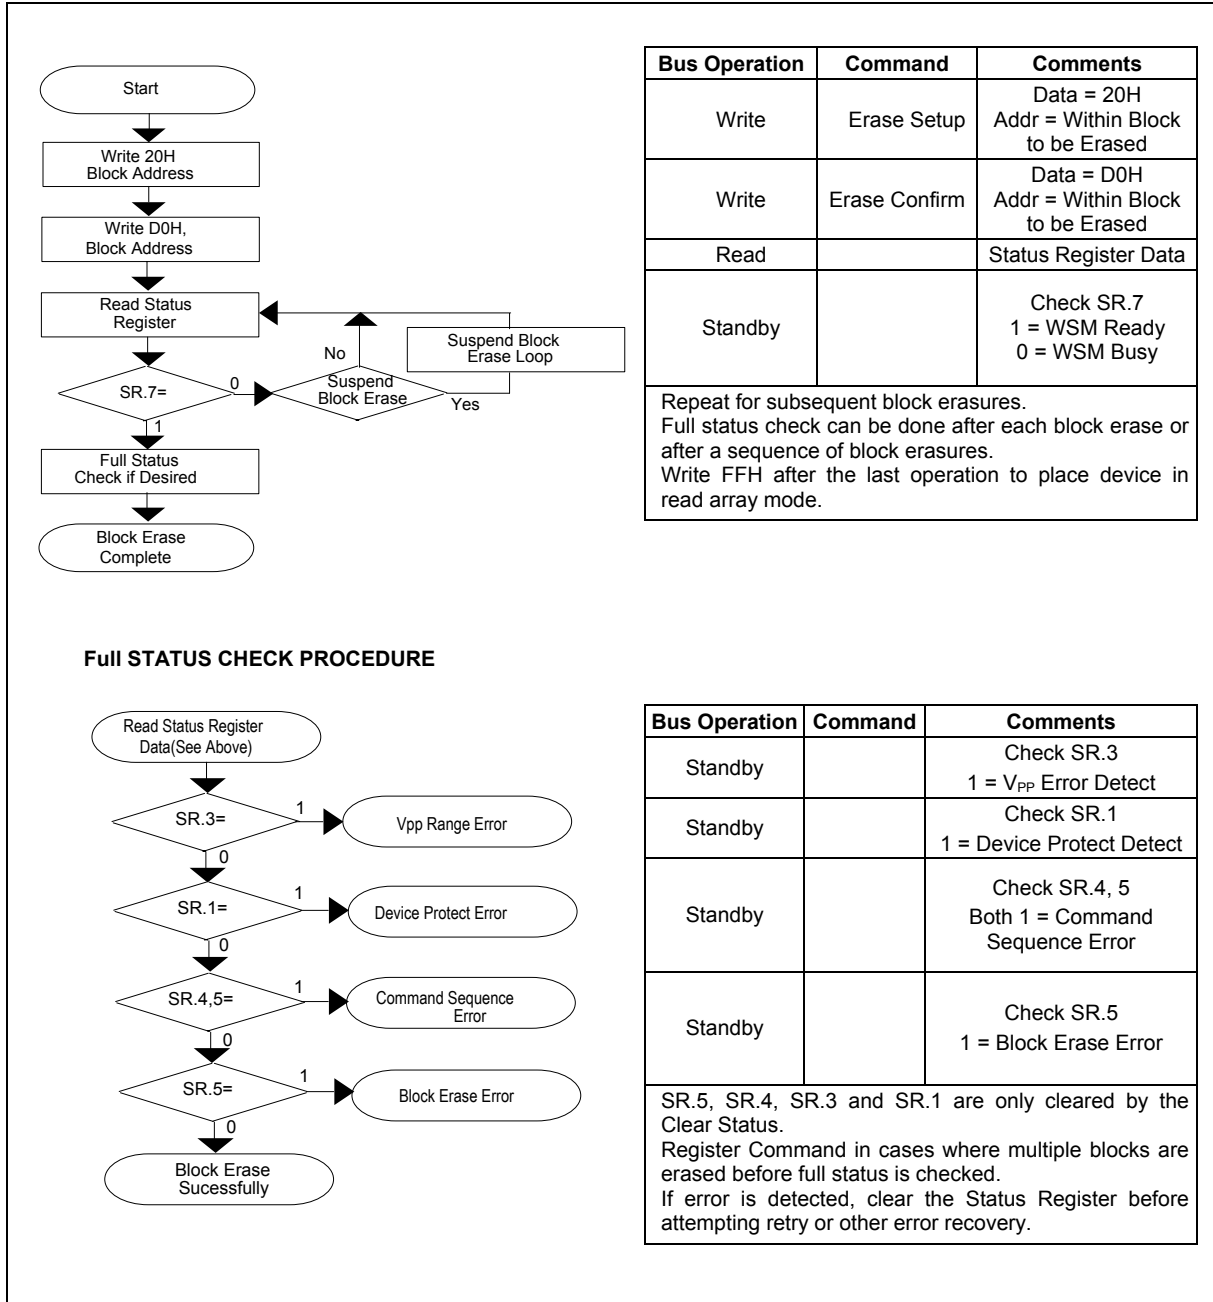 Start
Write 20H
Block Address
Write D0H,
Block Address
Read Status
Register
SR.7=
0
1
Suspend
Block Erase
No
Yes
Suspend Block
Erase Loop
Full Status
Check if Desired
Block Erase
Complete
Bus Operation Command Comments
Write Erase Setup Data = 20H
Addr = Within Block
to be Erased
Write Erase Confirm Data = D0H
Addr = Within Block
to be Erased
Read Status Register Data
Standby Check SR.7
1 = WSM Ready
0 = WSM Busy
Repeat for subsequent block erasures.
Full status check can be done after each block erase or
after a sequence of block erasures.
Write FFH after the last operation to place device in
read array mode.
Full STATUS CHECK PROCEDURE
Read Status Register
Data(See Above)
SR.3=
1
Vpp Range Error
0
SR.1=
1
Device Protect Error
0
SR.4,5=
1
Command Sequence
Error
0
SR.5=
1
Block Erase Error
0
Block Erase
Sucessfully
Bus Operation Command Comments
Standby Check SR.3
1 = VPP Error Detect
Standby Check SR.1
1 = Device Protect Detect
Standby Check SR.4, 5
Both 1 = Command
Sequence Error
Standby Check SR.5
1 = Block Erase Error
SR.5, SR.4, SR.3 and SR.1 are only cleared by the
Clear Status.
Register Command in cases where multiple blocks are
erased before full status is checked.
If error is detected, clear the Status Register before
attempting retry or other error recovery.